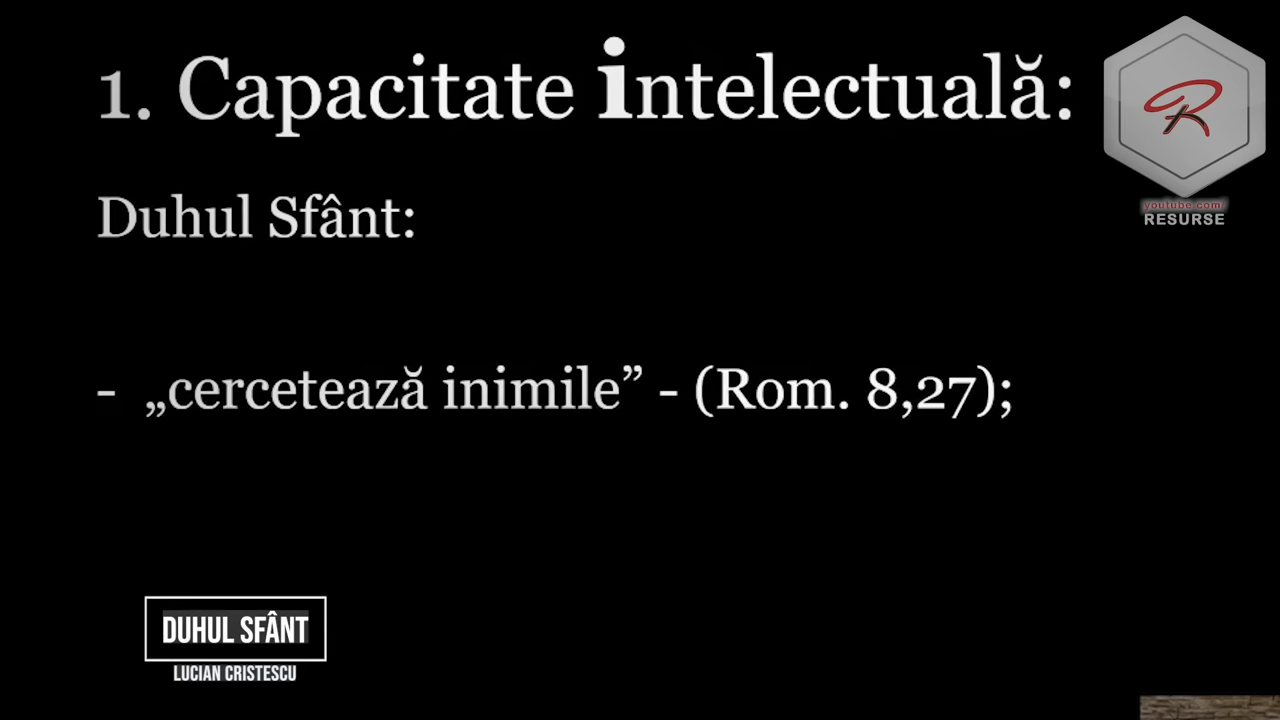 1. Capacitate intelectuală:
Duhul Sfânt:
- „cercetează inimile” - (Rom. 8,27);
R
youtube.com/
RESURSE
DUHUL SFÂNT
LUCIAN CRISTESCU